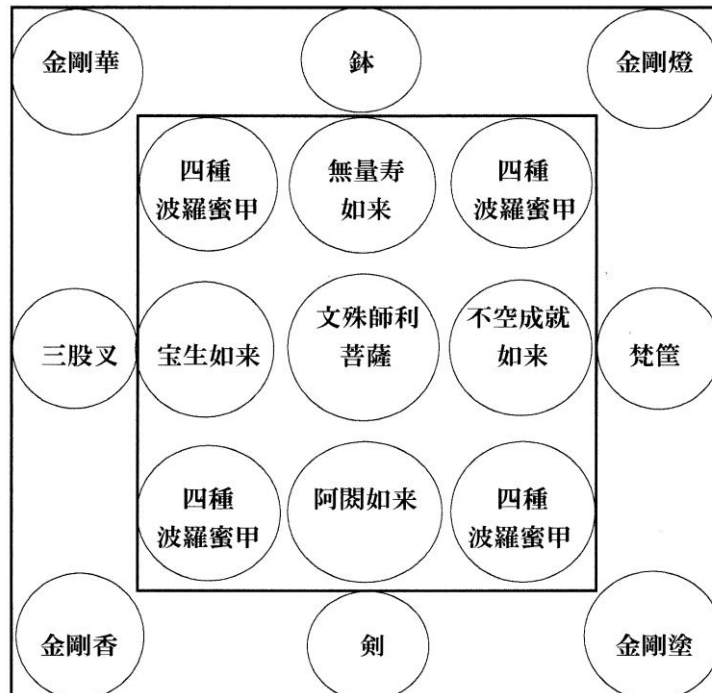 金剛華
鉢
金剛燈
四種
波羅蜜甲
無量寿
如来
四種
波羅蜜甲
三股叉
宝生如来
文殊師利
菩薩
不空成就
如来
梵筐
四種
波羅蜜甲
阿閦如来
四種
波羅蜜甲
金剛香
剣
金剛塗